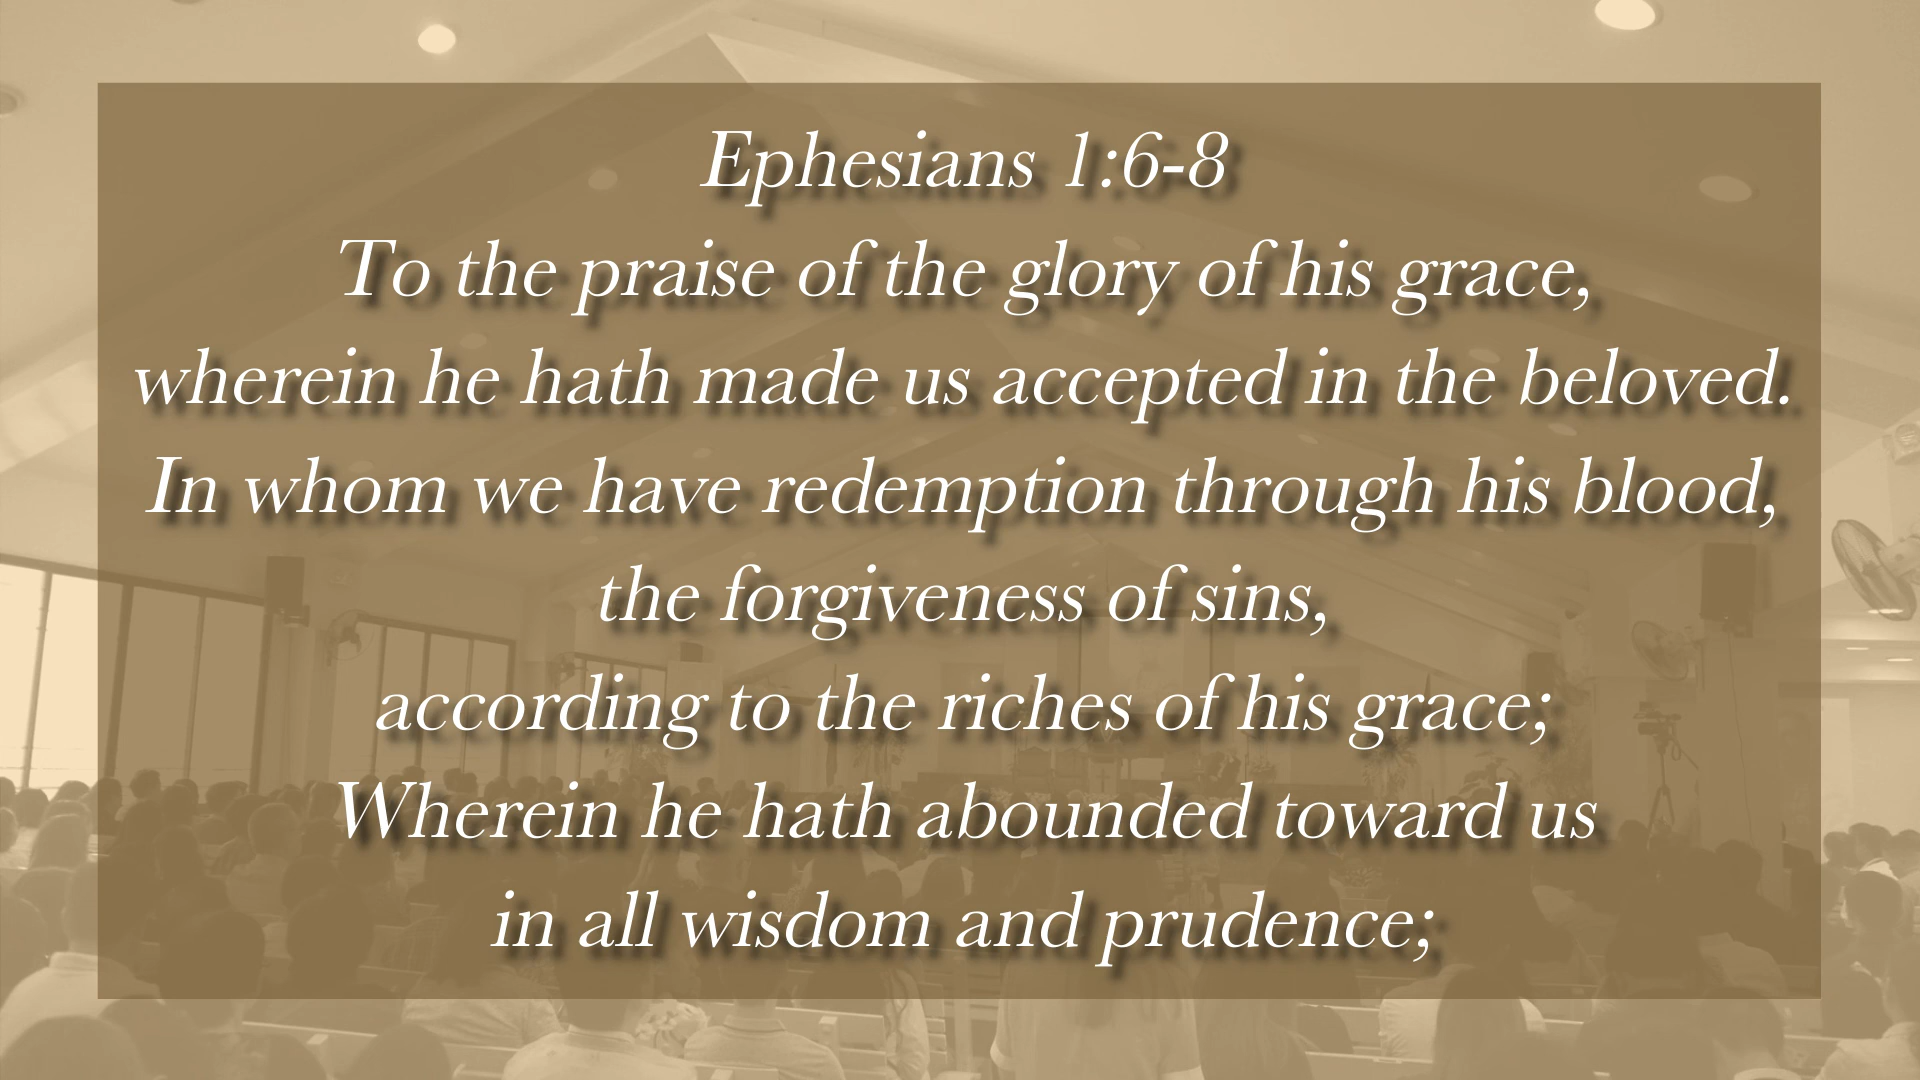 Ephesians 1:6-8
To the praise of the glory of his grace,
wherein he hath made us accepted in the beloved.
In whom we have redemption through his blood,
the forgiveness of sins,
according to the riches of his grace;
Wherein he hath abounded toward us
in all wisdom and prudence;